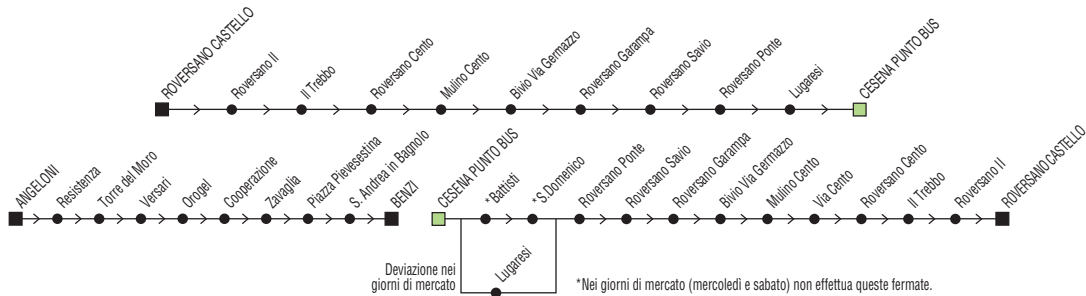 ROVERSANO CASTELLO
Roversano II
Il Trebbo
Roversano Cento
Mulino Cento
Bivio Via Germazzo
Roversano Garampa
Roversano Savio
Roversano Ponte
Lugaresi
CESENA PUNTO BUS
ANGELONI
Resistenza
Torre del Moro
Versari
Orogel
Cooperazione
Zavaglia
Piazza Pievesestina
S. Andrea in Bagnolo
BENZI
CESENA PUNTO BUS
*Battisti
*S.Domenico
Roversano Ponte
Roversano Savio
Roversano Garampa
Bivio Via Germazzo
Mulino Cento
Via Cento
Roversano Cento
Il Trebbo
Roversano II
ROVERSANO CASTELLO
Lugaresi
Deviazione nei
giorni di mercato
*Nei giorni di mercato (mercoledì e sabato) non effettua queste fermate.